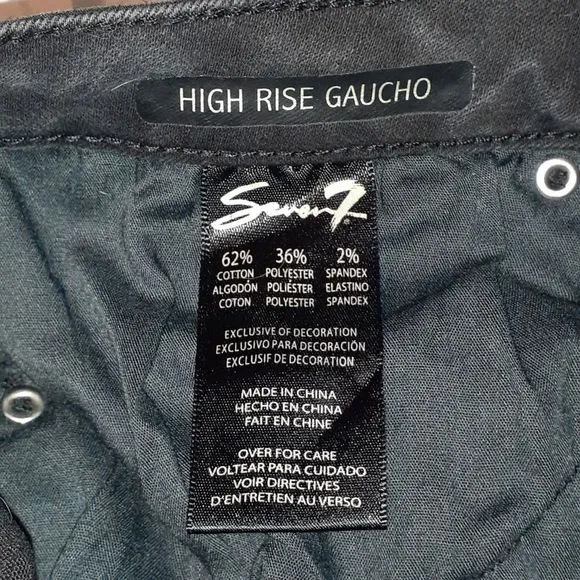 HIGH RISE GAUCHO
Seven7
62% 36% 2%
COTTON POLYESTER SPANDEX
ALGODÓN POLIÉSTER ELASTINO
COTON POLYESTER SPANDEX
EXCLUSIVE OF DECORATION
EXCLUSIVO PARA DECORACIÓN
EXCLUSIF DE DECORATION
MADE IN CHINA
HECHO EN CHINA
FAIT EN CHINE
OVER FOR CARE
VOLTEAR PARA CUIDADO
VOIR DIRECTIVES
D'ENTRETIEN AU VERSO